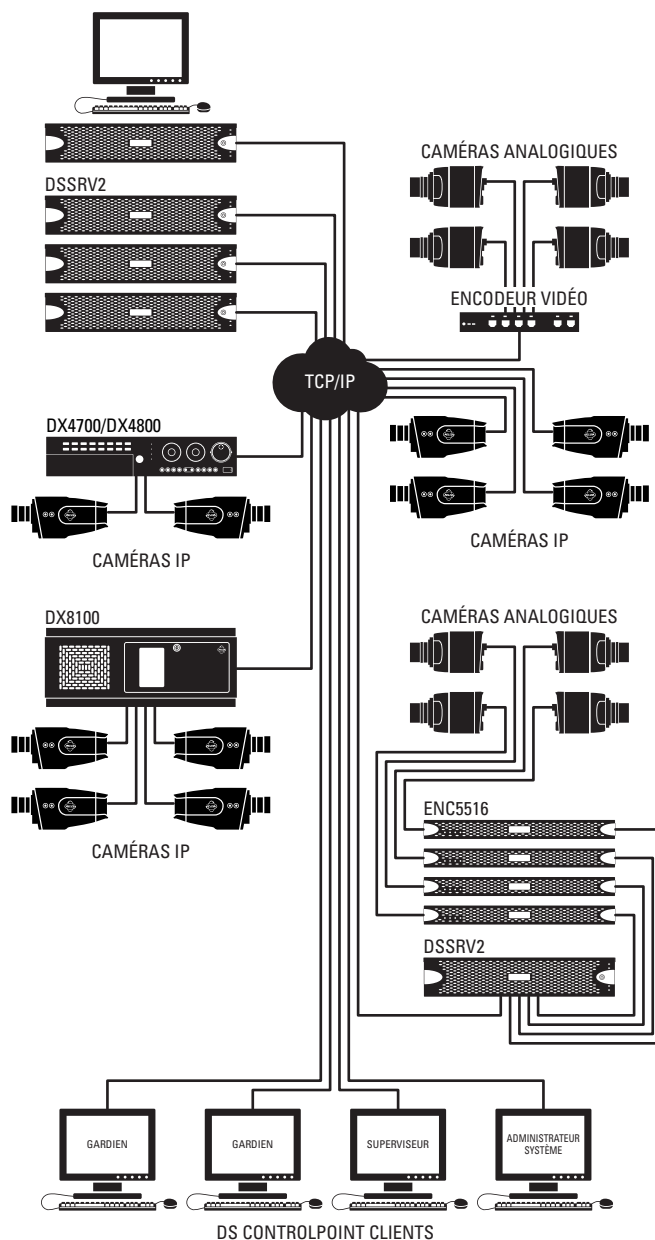 DSSRV2
CAMÉRAS ANALOGIQUES
ENCODEUR VIDÉO
TCP/IP
DX4700/DX4800
CAMÉRAS IP
CAMÉRAS IP
DX8100
CAMÉRAS ANALOGIQUES
CAMÉRAS IP
ENC5516
DSSRV2
GARDIEN
GARDIEN
SUPERVISEUR
ADMINISTRATEUR
SYSTÈME
DS CONTROLPOINT CLIENTS